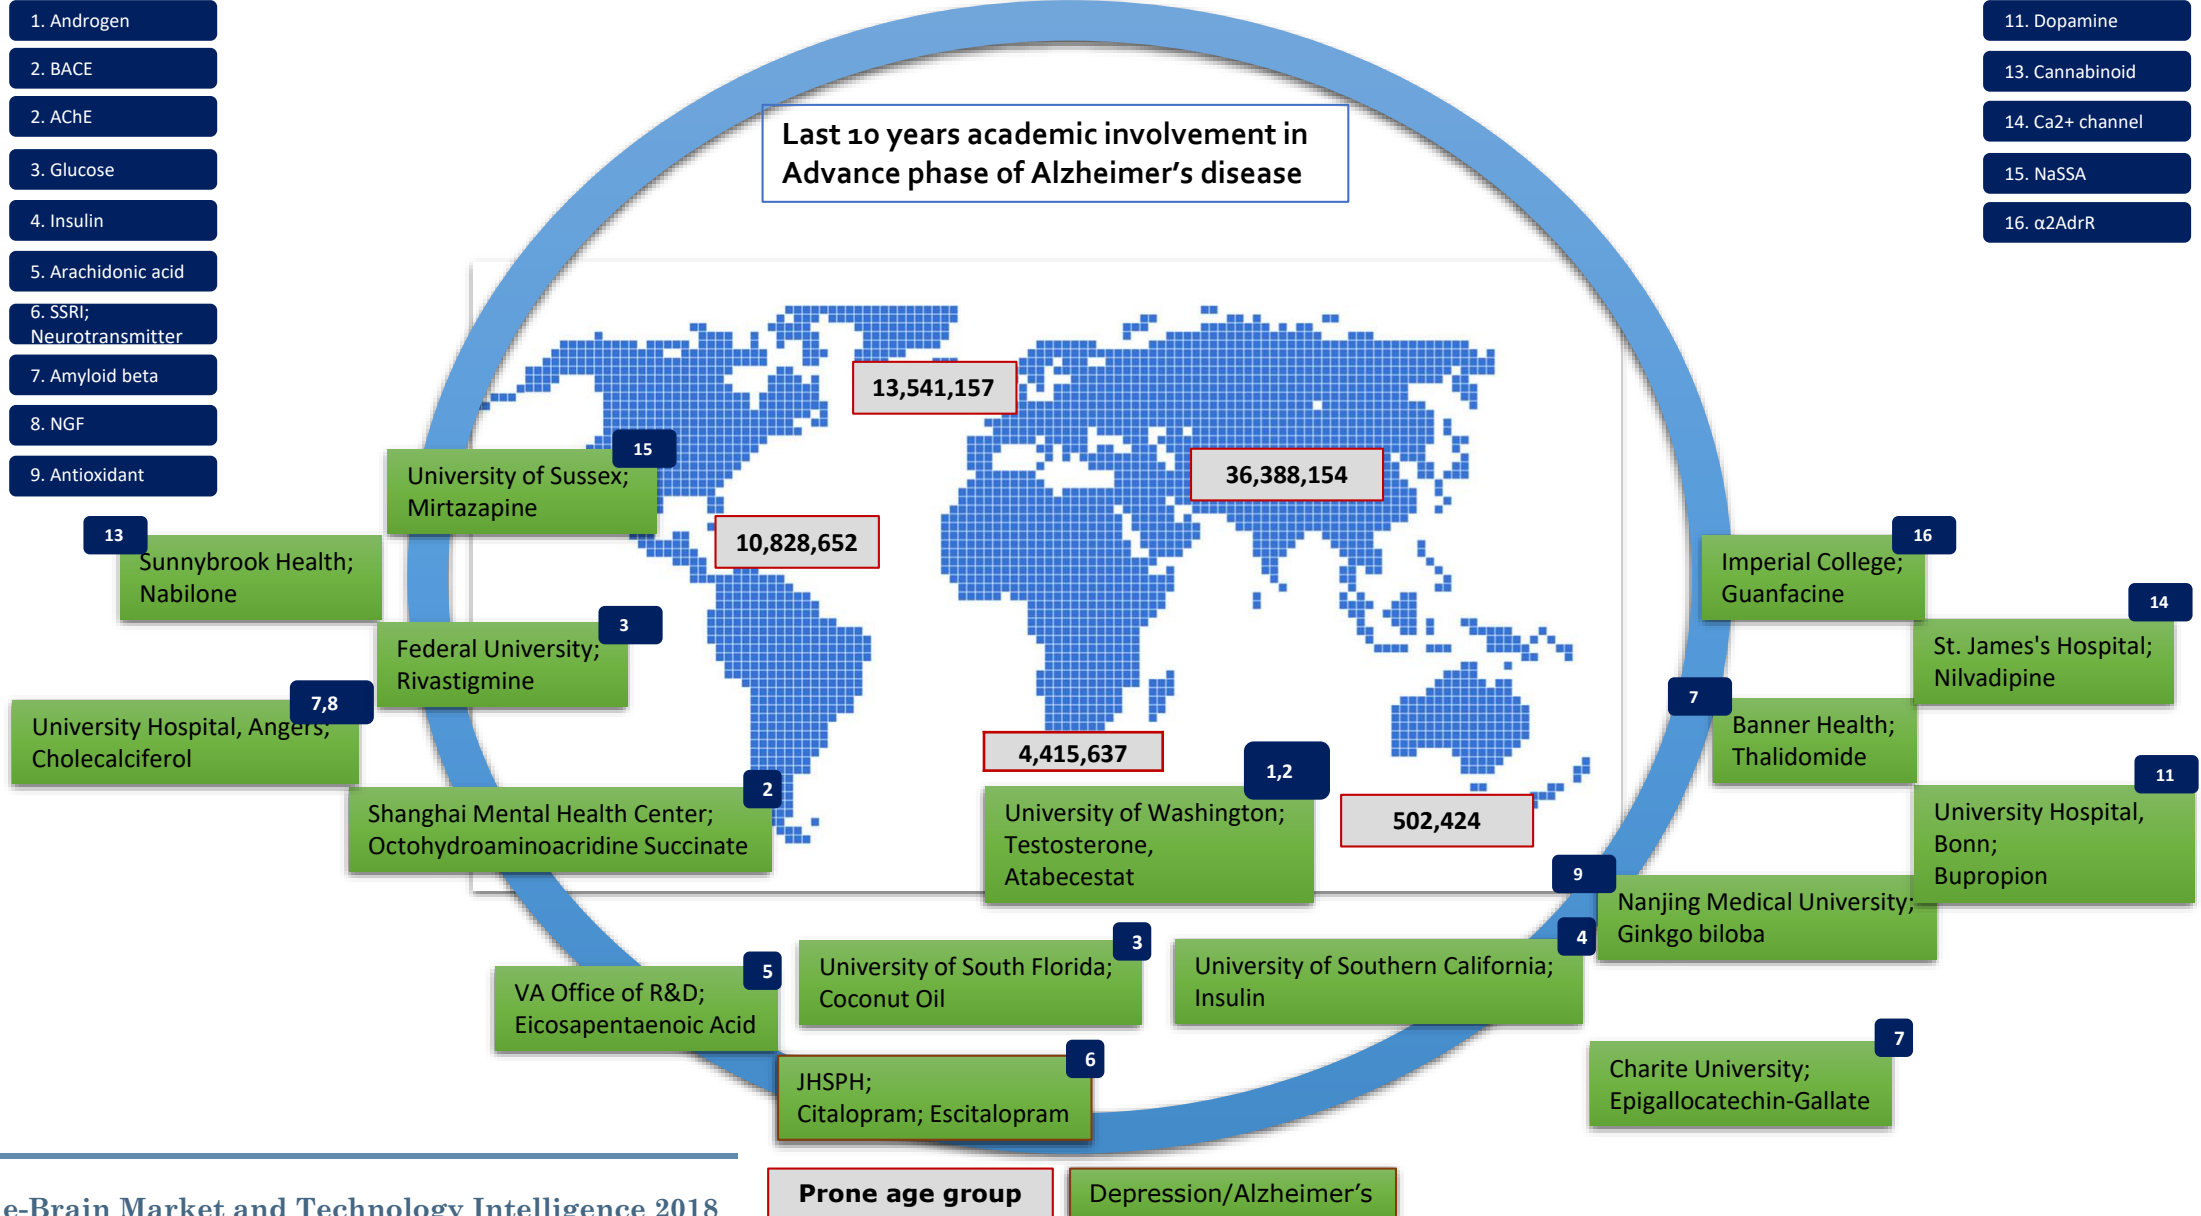 1. Androgen
2. BACE
2. AChE
3. Glucose
4. Insulin
5. Arachidonic acid
6. SSRI;
Neurotransmitter
7. Amyloid beta
8. NGF
9. Antioxidant
11. Dopamine
13. Cannabinoid
14. Ca2+ channel
15. NaSSA
16. α2AdrR
Last 10 years academic involvement in
Advance phase of Alzheimer's disease
13,541,157
36,388,154
10,828,652
4,415,637
502,424
15
University of Sussex;
Mirtazapine
13
Sunnybrook Health;
Nabilone
3
Federal University;
Rivastigmine
7,8
University Hospital, Angers;
Cholecalciferol
2
Shanghai Mental Health Center;
Octohydroaminoacridine Succinate
1,2
University of Washington;
Testosterone,
Atabecestat
16
Imperial College;
Guanfacine
14
St. James's Hospital;
Nilvadipine
7
Banner Health;
Thalidomide
11
University Hospital,
Bonn;
Bupropion
9
Nanjing Medical University;
Ginkgo biloba
5
VA Office of R&D;
Eicosapentaenoic Acid
3
University of South Florida;
Coconut Oil
4
University of Southern California;
Insulin
6
JHSPH;
Citalopram; Escitalopram
7
Charite University;
Epigallocatechin-Gallate
Prone age group
Depression/Alzheimer's
e-Brain Market and Technology Intelligence 2018